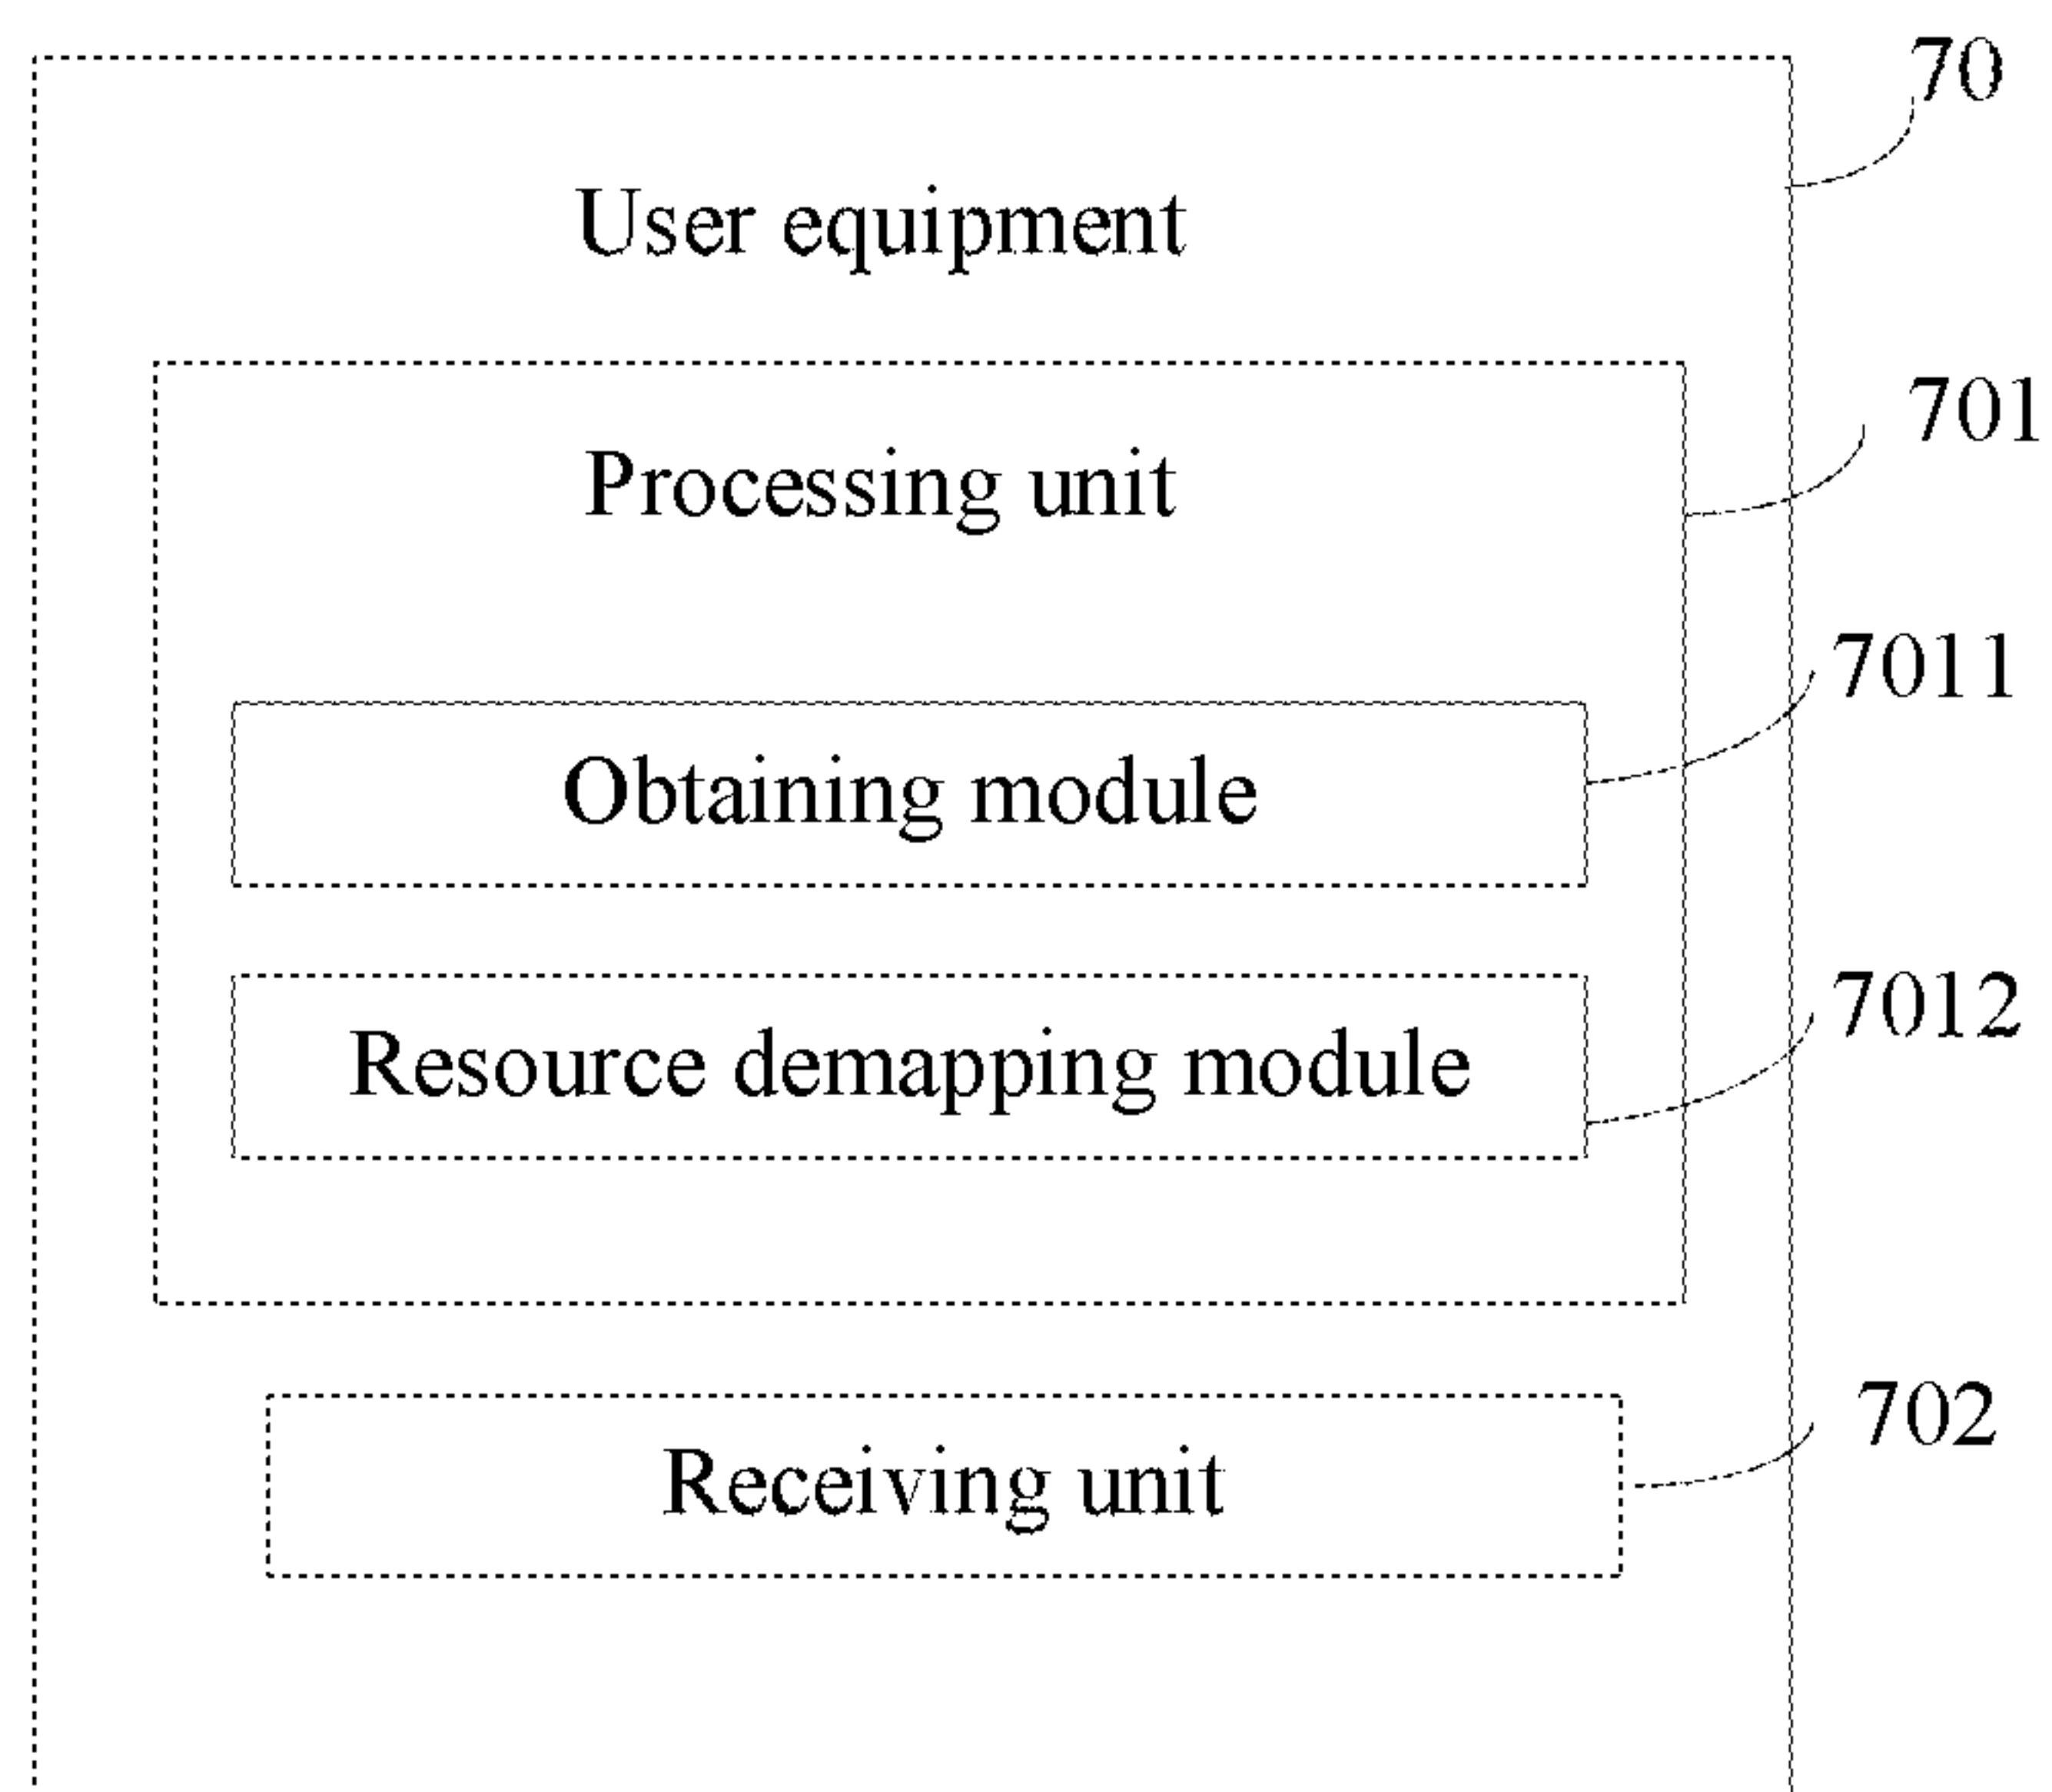 70
User equipment
701
Processing unit
7011
Obtaining module
7012
Resource demapping module
702
Receiving unit